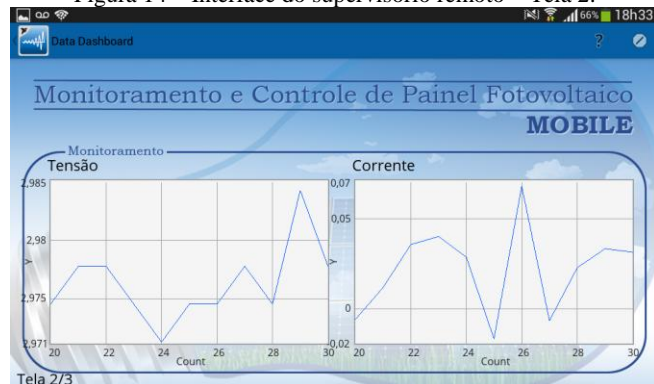 Figura 14 – Interface do supervisório remoto – Tela 2.
66% 18h33
Data Dashboard
Monitoramento e Controle de Painel Fotovoltaico
MOBILE
Monitoramento
Tensão
2,985
2,98
Y
2,975
2,971
20 22 24 26 28 30
Count
Corrente
0,07
0,05
Y
0
-0,02
20 22 24 26 28 30
Count
Tela 2/3